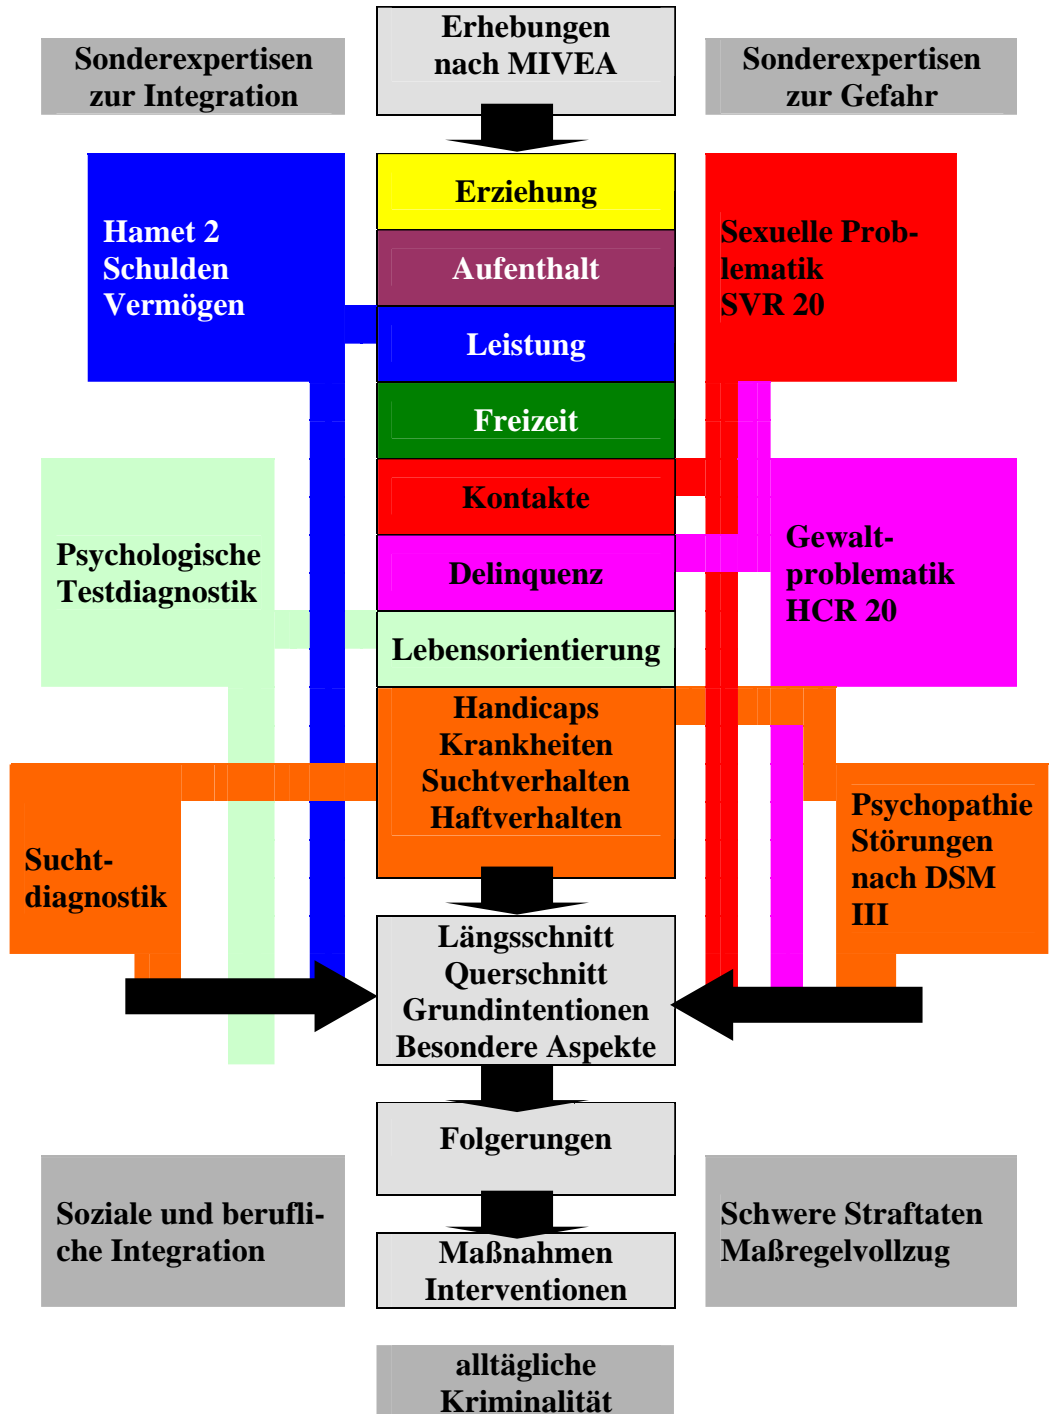 Erhebungen
nach MIVEA
Sonderexpertisen
zur Integration
Sonderexpertisen
zur Gefahr
Erziehung
Aufenthalt
Leistung
Freizeit
Kontakte
Delinquenz
Lebensorientierung
Handicaps
Krankheiten
Suchtverhalten
Haftverhalten
Hamet 2
Schulden
Vermögen
Psychologische
Testdiagnostik
Sucht-
diagnostik
Sexuelle Prob-
lematik
SVR 20
Gewalt-
problematik
HCR 20
Psychopathie
Störungen
nach DSM
III
Längsschnitt
Querschnitt
Grundintentionen
Besondere Aspekte
Folgerungen
Soziale und berufli-
che Integration
Maßnahmen
Interventionen
Schwere Straftaten
Maßregelvollzug
alltägliche
Kriminalität